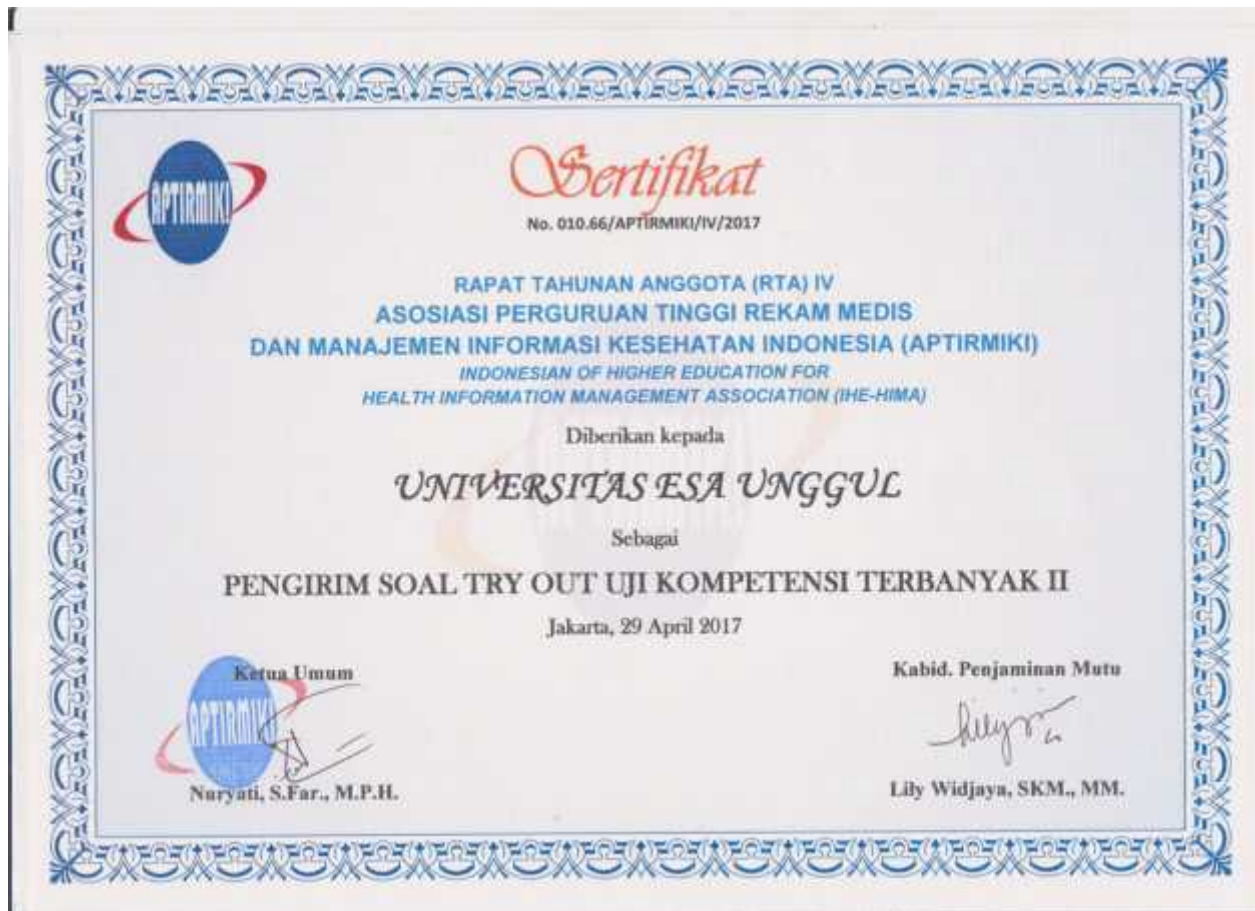 APTIRMIKI
Sertifikat
No. 010.66/APTIRMIKI/IV/2017
RAPAT TAHUNAN ANGGOTA (RTA) IV
ASOSIASI PERGURUAN TINGGI REKAM MEDIS
DAN MANAJEMEN INFORMASI KESEHATAN INDONESIA (APTIRMIKI)
INDONESIAN OF HIGHER EDUCATION FOR
HEALTH INFORMATION MANAGEMENT ASSOCIATION (IHE-HIMA)
Diberikan kepada
UNIVERSITAS ESA UNGGUL
Sebagai
PENGIRIM SOAL TRY OUT UJI KOMPETENSI TERBANYAK II
Jakarta, 29 April 2017
Ketua Umum
Kabid. Penjaminan Mutu
APTIRMIKI
Nuryati, S.Far., M.P.H.
Lily Widjaya, SKM., MM.